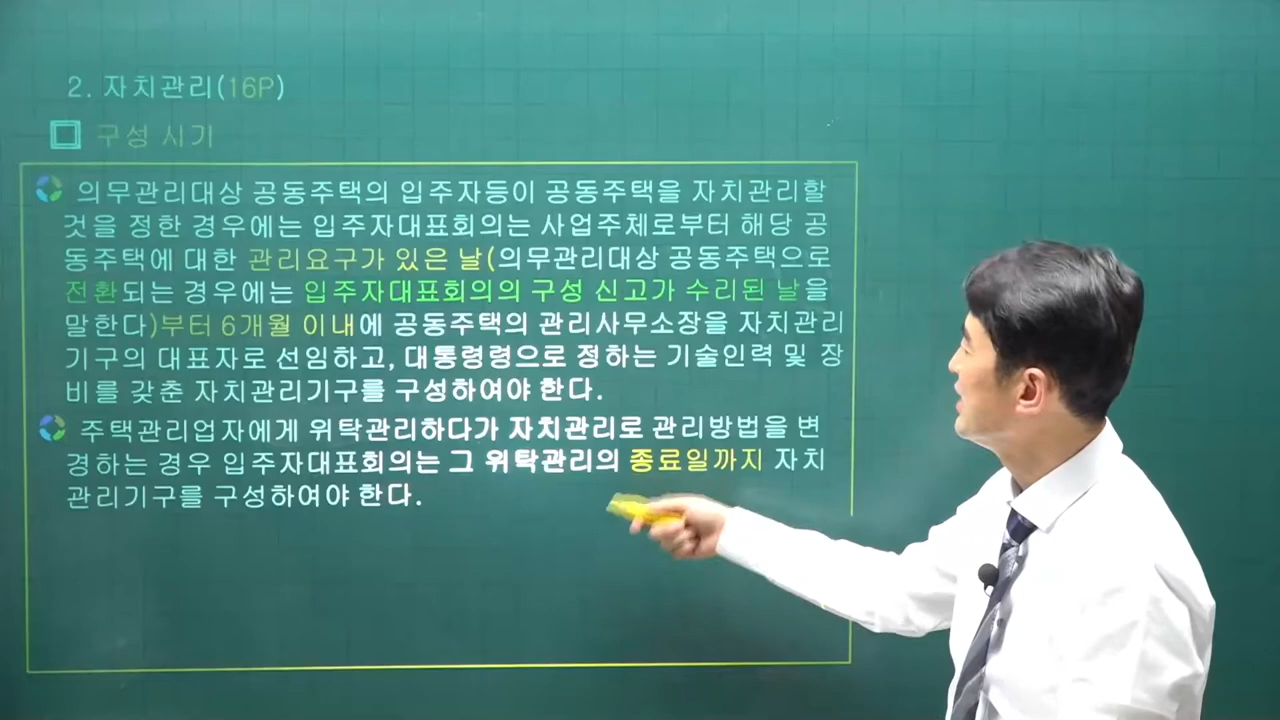 2. 자치관리(16P)
구성 시기
의무관리대상 공동주택의 입주자등이 공동주택을 자치관리할
것을 정한 경우에는 입주자대표회의는 사업주체로부터 해당 공
동주택에 대한 관리요구가 있은 날(의무관리대상 공동주택으로
전환되는 경우에는 입주자대표회의의 구성 신고가 수리된 날을
말한다)부터 6개월 이내에 공동주택의 관리사무소장을 자치관리
기구의 대표자로 선임하고, 대통령령으로 정하는 기술인력 및 장
비를 갖춘 자치관리기구를 구성하여야 한다.
주택관리업자에게 위탁관리하다가 자치관리로 관리방법을 변
경하는 경우 입주자대표회의는 그 위탁관리의 종료일까지 자치
관리기구를 구성하여야 한다.